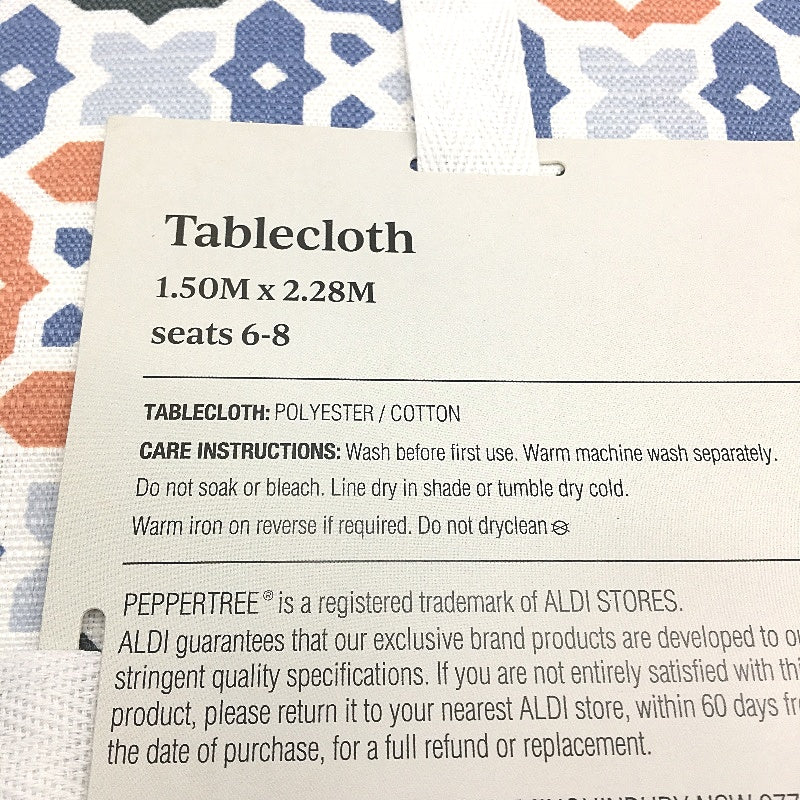 Tablecloth
1.50M x 2.28M
seats 6-8
TABLECLOTH: POLYESTER / COTTON
CARE INSTRUCTIONS: Wash before first use. Warm machine wash separately.
Do not soak or bleach. Line dry in shade or tumble dry cold.
Warm iron on reverse if required. Do not dryclean
PEPPERTREE® is a registered trademark of ALDI STORES.
ALDI guarantees that our exclusive brand products are developed to
stringent quality specifications. If you are not entirely satisfied with
product, please return it to your nearest ALDI store, within 60 days
the date of purchase, for a full refund or replacement.
NSW